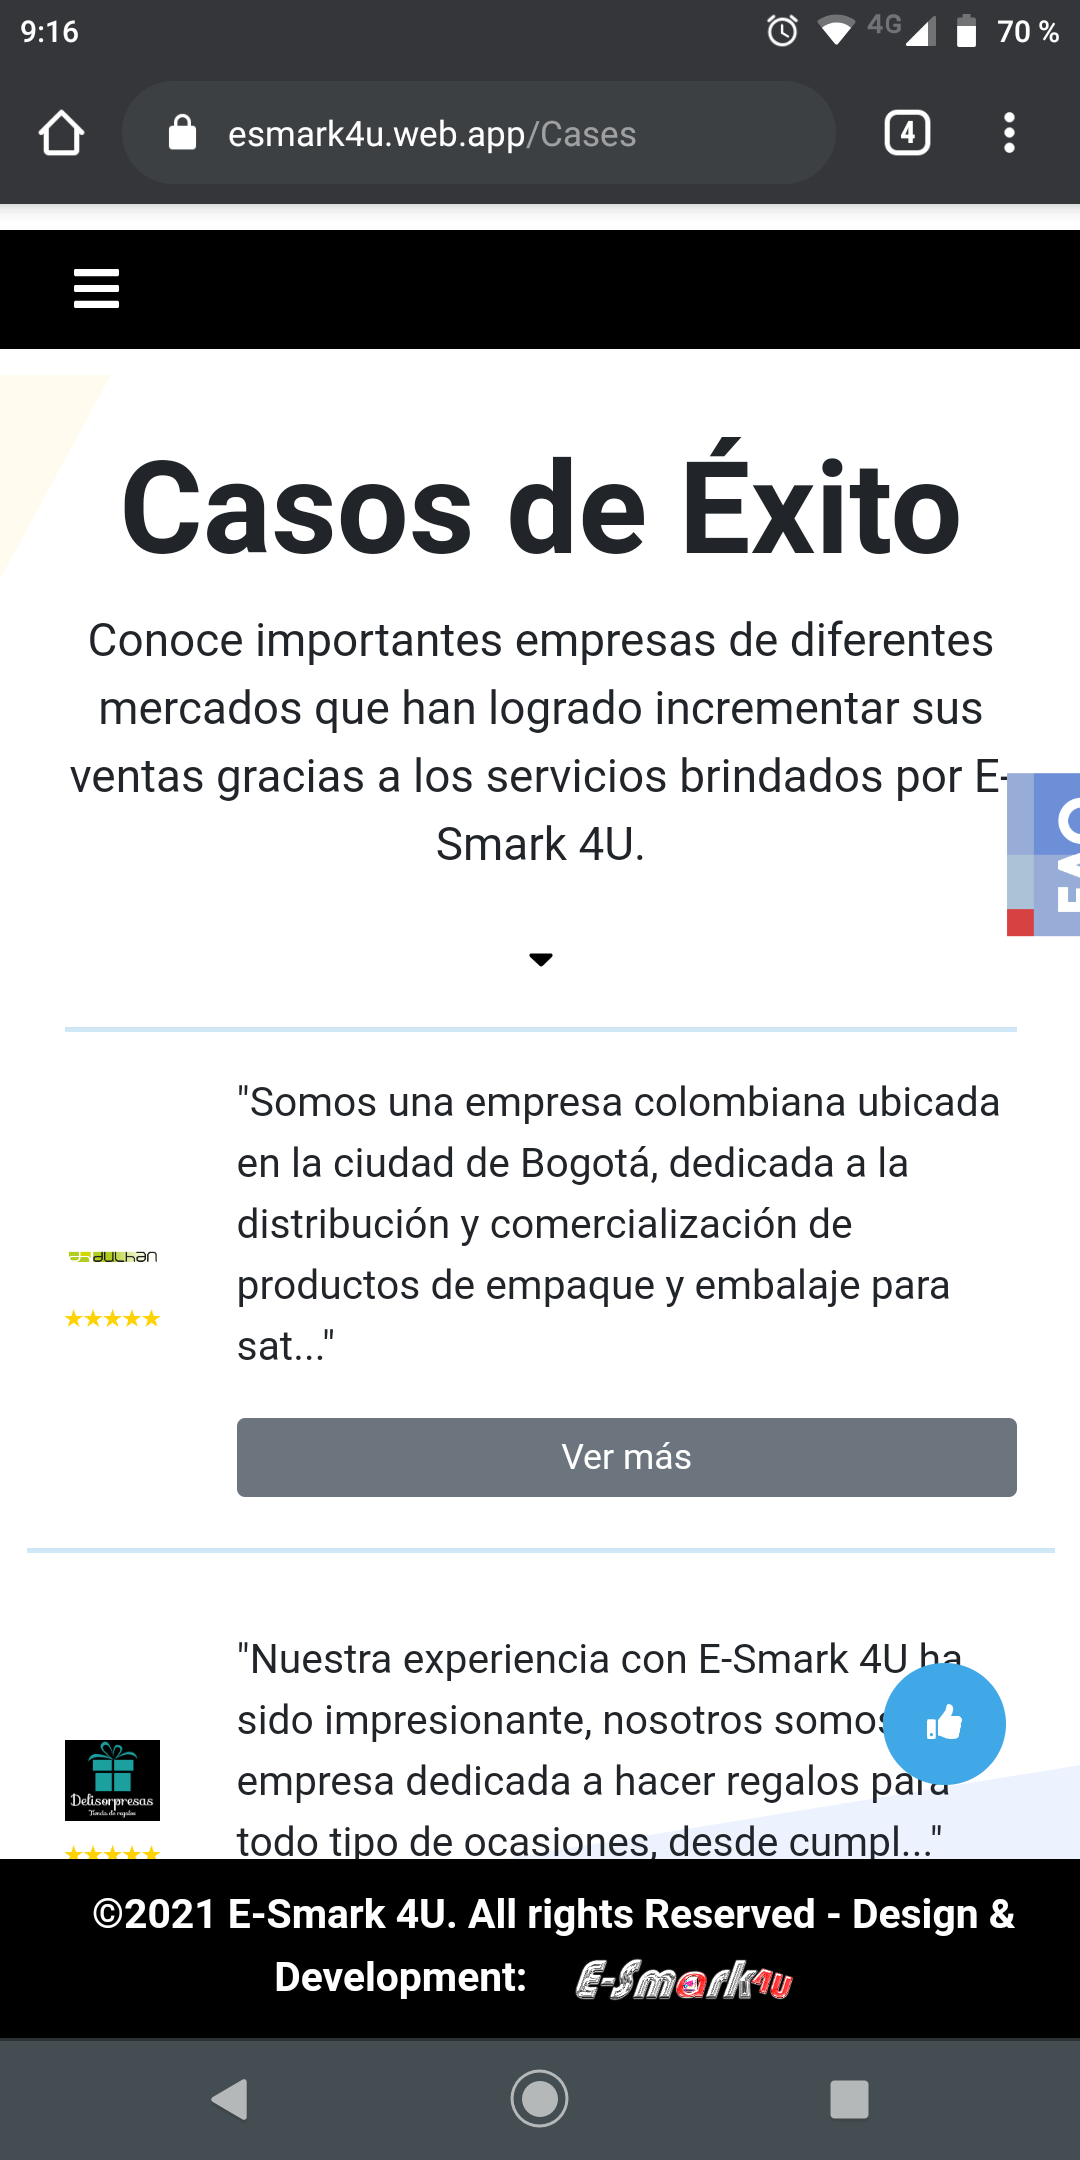 9:16
4G
70 %
esmark4u.web.app/Cases
4
Casos de Éxito
Conoce importantes empresas de diferentes
mercados que han logrado incrementar sus
ventas gracias a los servicios brindados por E-
Smark 4U.
FAQ
"Somos una empresa colombiana ubicada
en la ciudad de Bogotá, dedicada a la
distribución y comercialización de
productos de empaque y embalaje para
sat..."
Ver más
"Nuestra experiencia con E-Smark 4U ha
sido impresionante, nosotros somos
empresa dedicada a hacer regalos para
todo tipo de ocasiones, desde cumpl..."
Delisorpresas
Tienda de regalos
©2021 E-Smark 4U. All rights Reserved - Design &
Development:
E-Smark4U